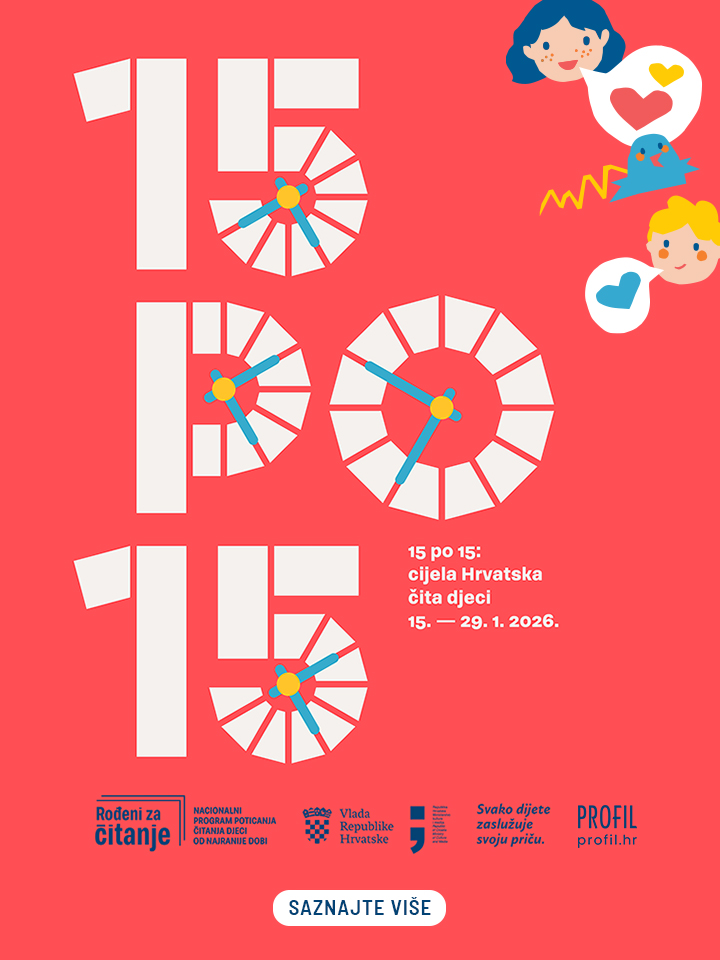 15
po
15
15 po 15:
cijela Hrvatska
čita djeci
15. — 29. 1. 2026.
Rođeni za
čitanje
NACIONALNI
PROGRAM POTICANJA
ČITANJA DJECI
OD NAJRANIJE DOBI
Vlada
Republike
Hrvatske
Svako dijete
zaslužuje
svoju priču.
PROFIL
profil.hr
SAZNAJTE VIŠE